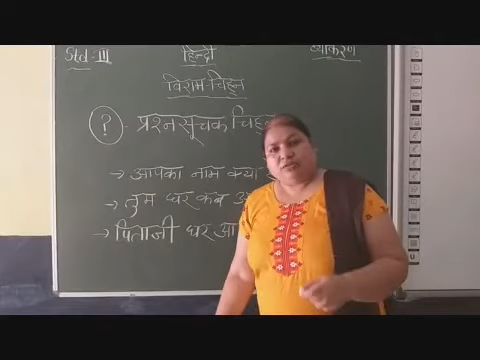 Std : III हिन्दी व्याकरण
विराम-चिह्न
? - प्रश्नसूचक चिह्न
→ आपका नाम क्या
→ तुम घर कब
→ पिताजी घर